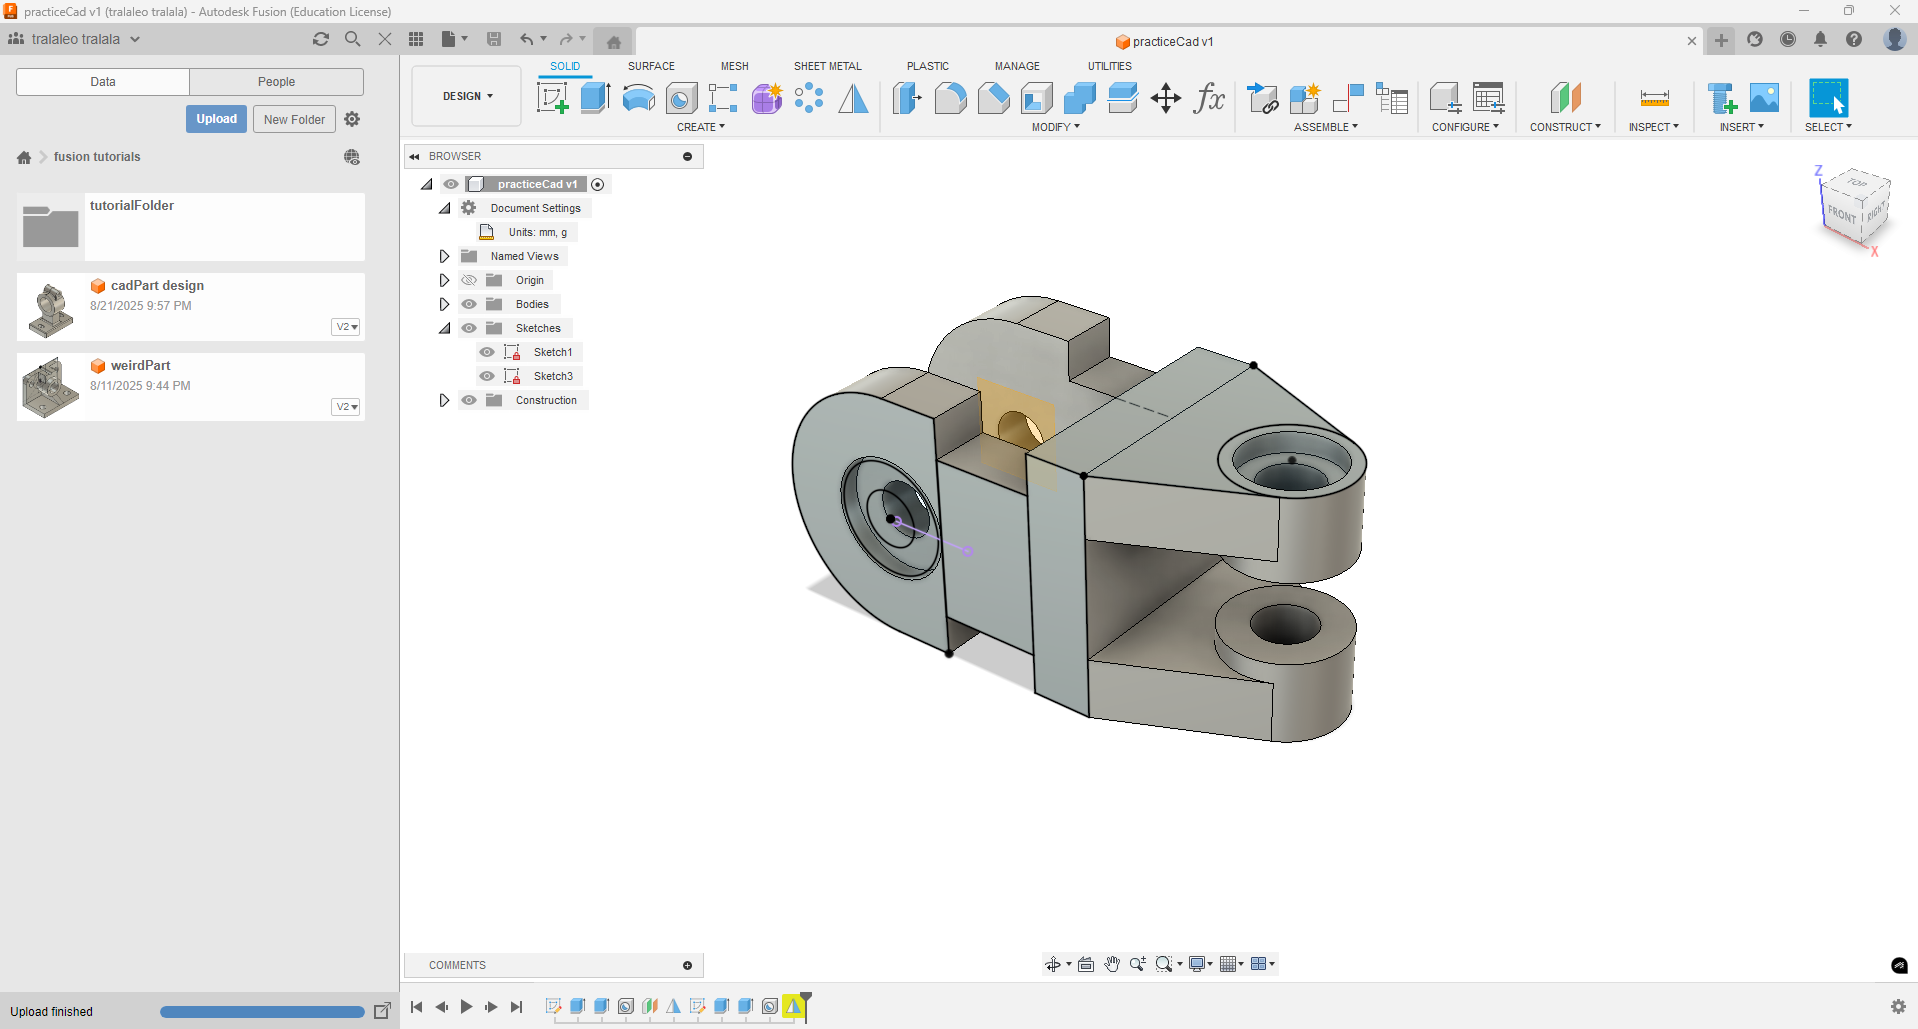 practiceCad v1 (tralaleo tralala) - Autodesk Fusion (Education License)
tralaleo tralala
practiceCad v1
Data
People
Upload
New Folder
fusion tutorials
tutorialFolder
cadPart design
8/21/2025 9:57 PM
V2
weirdPart
8/11/2025 9:44 PM
V2
Upload finished
DESIGN
SOLID
SURFACE
MESH
SHEET METAL
PLASTIC
MANAGE
UTILITIES
fx
CREATE
MODIFY
ASSEMBLE
CONFIGURE
CONSTRUCT
INSPECT
INSERT
SELECT
BROWSER
practiceCad v1
Document Settings
Units: mm, g
Named Views
Origin
Bodies
Sketches
Sketch1
Sketch3
Construction
Z
TOP
FRONT
RIGHT
X
COMMENTS